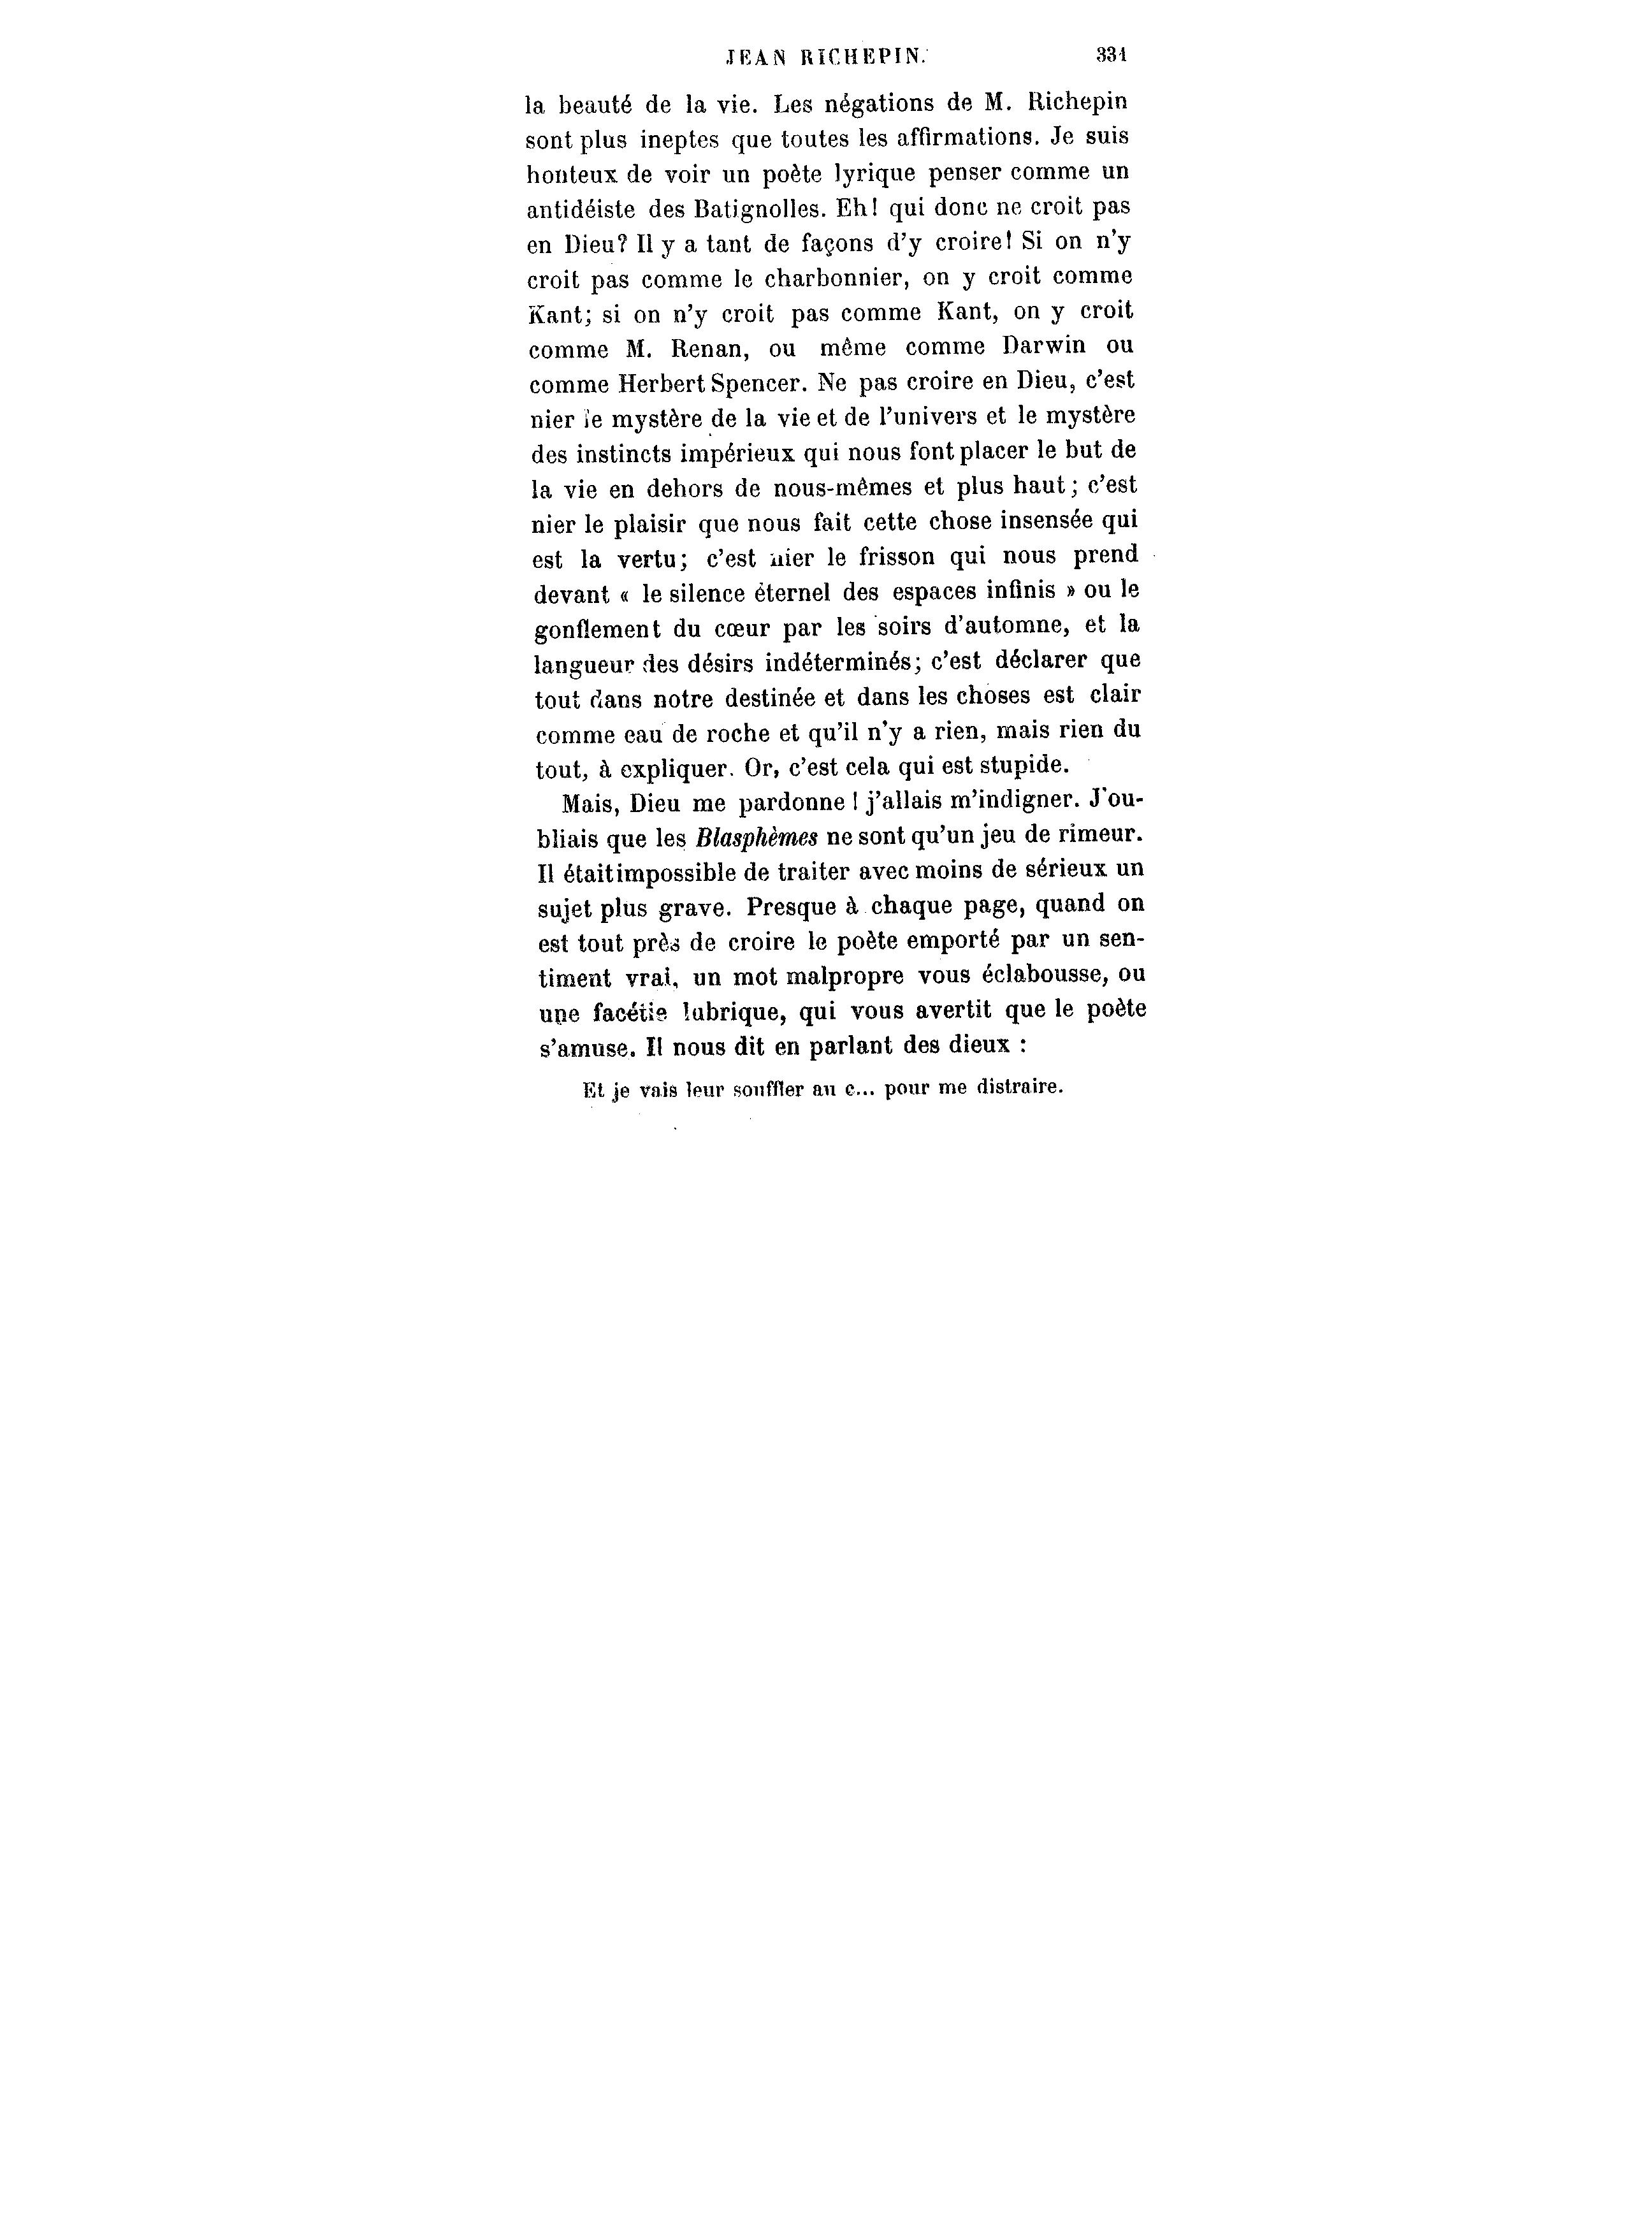 JEAN RICHEPIN. 331
la beauté de la vie. Les négations de M. Richepin
sont plus ineptes que toutes les affirmations. Je suis
honteux de voir un poète lyrique penser comme un
antidéiste des Batignolles. Eh! qui donc ne croit pas
en Dieu? Il y a tant de façons d'y croire! Si on n'y
croit pas comme le charbonnier, on y croit comme
Kant; si on n'y croit pas comme Kant, on y croit
comme M. Renan, ou même comme Darwin ou
comme Herbert Spencer. Ne pas croire en Dieu, c'est
nier le mystère de la vie et de l'univers et le mystère
des instincts impérieux qui nous font placer le but de
la vie en dehors de nous-mêmes et plus haut; c'est
nier le plaisir que nous fait cette chose insensée qui
est la vertu; c'est nier le frisson qui nous prend
devant « le silence éternel des espaces infinis » ou le
gonflement du cœur par les soirs d'automne, et la
langueur des désirs indéterminés; c'est déclarer que
tout dans notre destinée et dans les choses est clair
comme eau de roche et qu'il n'y a rien, mais rien du
tout, à expliquer. Or, c'est cela qui est stupide.
Mais, Dieu me pardonne! j'allais m'indigner. J'ou-
bliais que les Blasphèmes ne sont qu'un jeu de rimeur.
Il était impossible de traiter avec moins de sérieux un
sujet plus grave. Presque à chaque page, quand on
est tout près de croire le poète emporté par un sen-
timent vrai, un mot malpropre vous éclabousse, ou
une facétie lubrique, qui vous avertit que le poète
s'amuse. Il nous dit en parlant des dieux :
Et je vais leur souffler au c... pour me distraire.